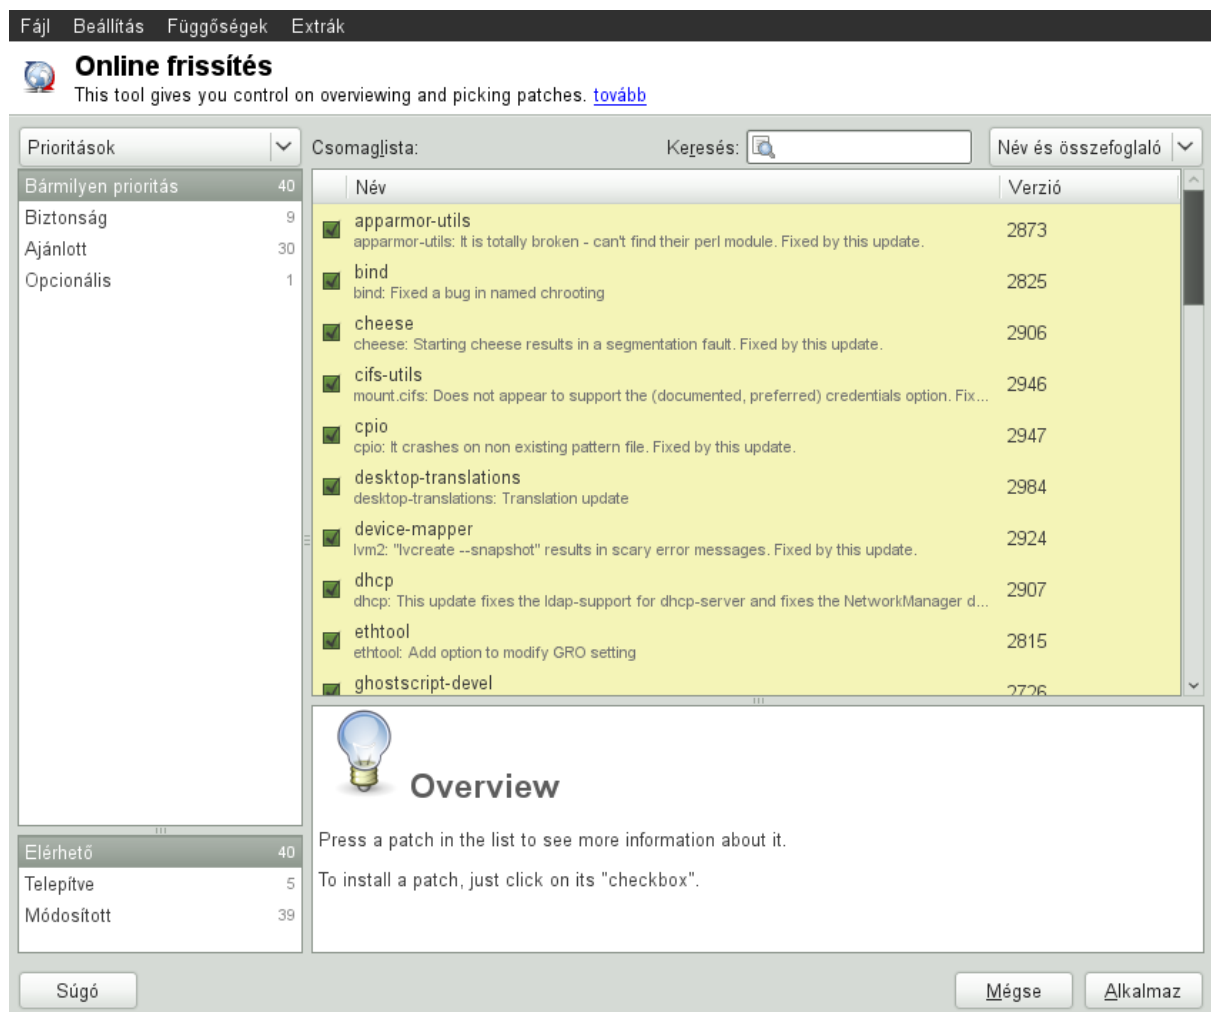 Fájl Beállítás Függőségek Extrák
Online frissítés
This tool gives you control on overviewing and picking patches. tovább
Prioritások
Csomaglista:
Keresés:
Név és összefoglaló
Bármilyen prioritás 40
Biztonság 9
Ajánlott 30
Opcionális 1
Név Verzió
apparmor-utils 2873
apparmor-utils: It is totally broken - can't find their perl module. Fixed by this update.
bind 2825
bind: Fixed a bug in named chrooting
cheese 2906
cheese: Starting cheese results in a segmentation fault. Fixed by this update.
cifs-utils 2946
mount.cifs: Does not appear to support the (documented, preferred) credentials option. Fix...
cpio 2947
cpio: It crashes on non existing pattern file. Fixed by this update.
desktop-translations 2984
desktop-translations: Translation update
device-mapper 2924
lvm2: "lvcreate --snapshot" results in scary error messages. Fixed by this update.
dhcp 2907
dhcp: This update fixes the ldap-support for dhcp-server and fixes the NetworkManager d...
ethtool 2815
ethtool: Add option to modify GRO setting
ghostscript-devel 2726
Elérhető 40
Telepítve 5
Módosított 39
Overview
Press a patch in the list to see more information about it.
To install a patch, just click on its "checkbox".
Súgó
Mégse
Alkalmaz